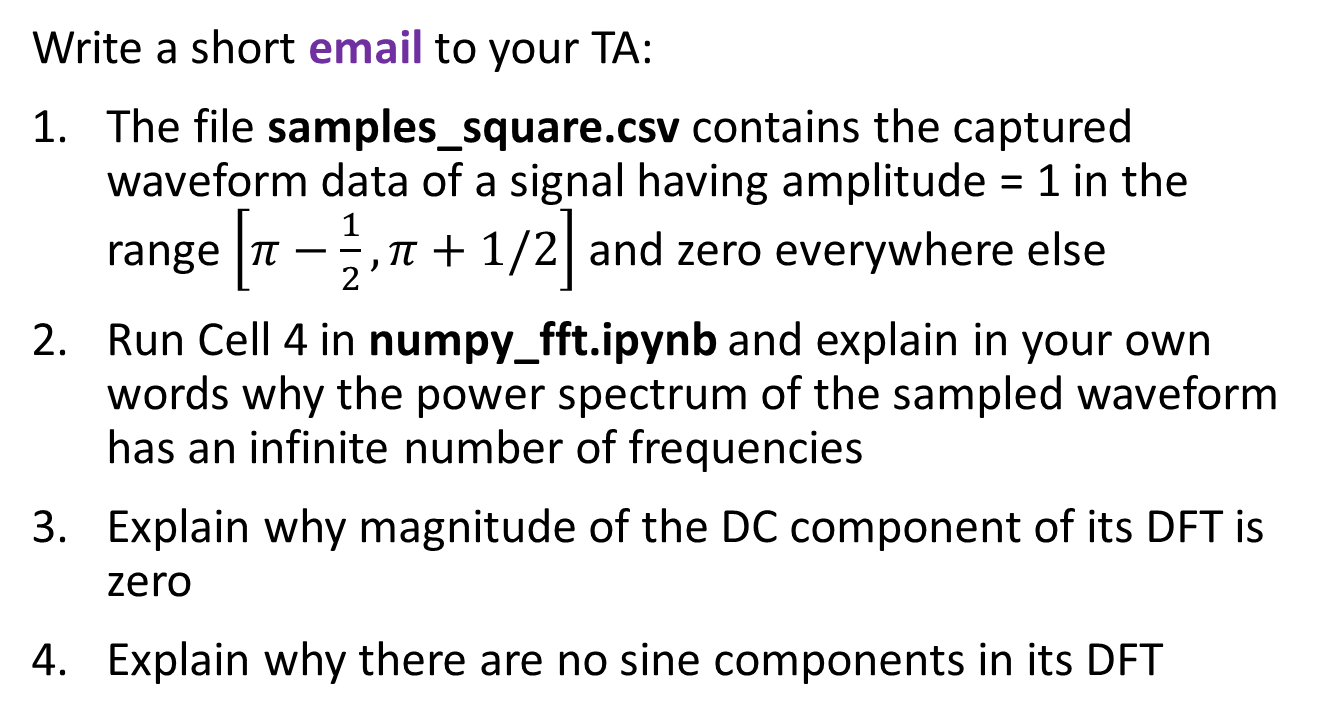 Write a short email to your TA:
1. The file samples_square.csv contains the captured
waveform data of a signal having amplitude = 1 in the
range [π − 1/2, π + 1/2] and zero everywhere else
2. Run Cell 4 in numpy_fft.ipynb and explain in your own
words why the power spectrum of the sampled waveform
has an infinite number of frequencies
3. Explain why magnitude of the DC component of its DFT is
zero
4. Explain why there are no sine components in its DFT